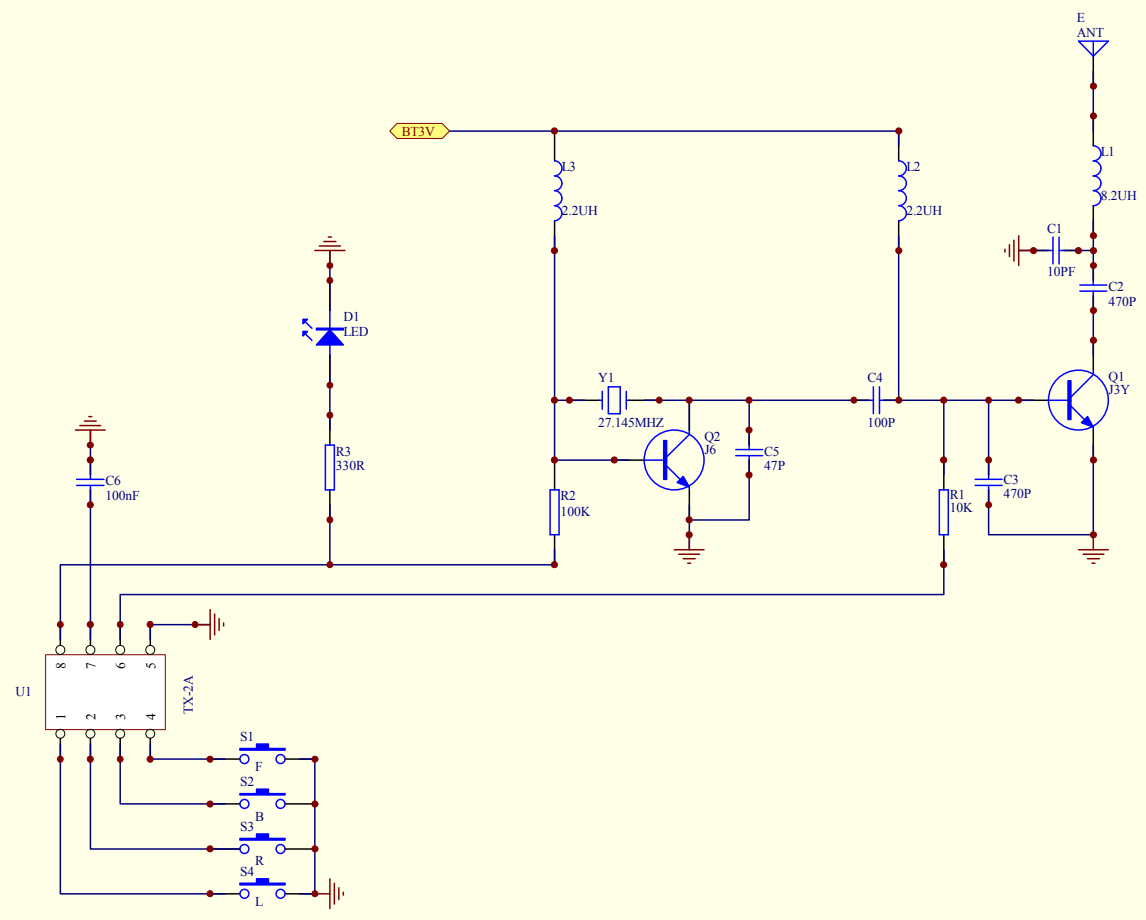 E
ANT
BT3V
L1
L3
L2
8.2UH
2.2UH
2.2UH
C1
10PF
C2
470P
D1
LED
Y1
C4
Q1
J3Y
27.145MHZ
100P
Q2
J6
C5
47P
R3
330R
C6
100nF
C3
470P
R2
100K
R1
10K
8 7 6 5
U1
TX-2A
1 2 3 4
S1
F
S2
B
S3
R
S4
L